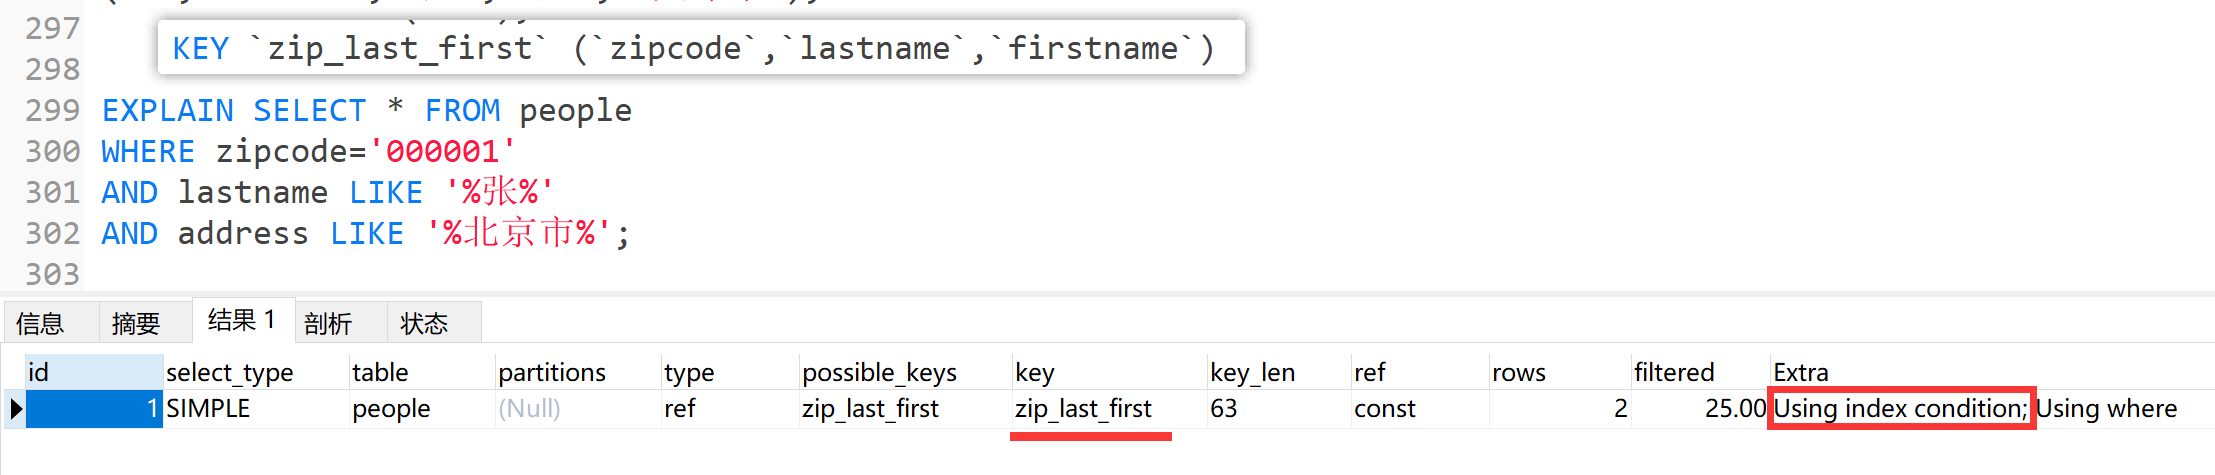 297
KEY `zip_last_first` (`zipcode`,`lastname`,`firstname`)
298
299 EXPLAIN SELECT * FROM people
300 WHERE zipcode='000001'
301 AND lastname LIKE '%张%'
302 AND address LIKE '%北京市%';
303
信息 摘要 结果 1 剖析 状态
id select_type table partitions type possible_keys key key_len ref rows filtered Extra
1 SIMPLE people (Null) ref zip_last_first zip_last_first 63 const 2 25.00 Using index condition; Using where